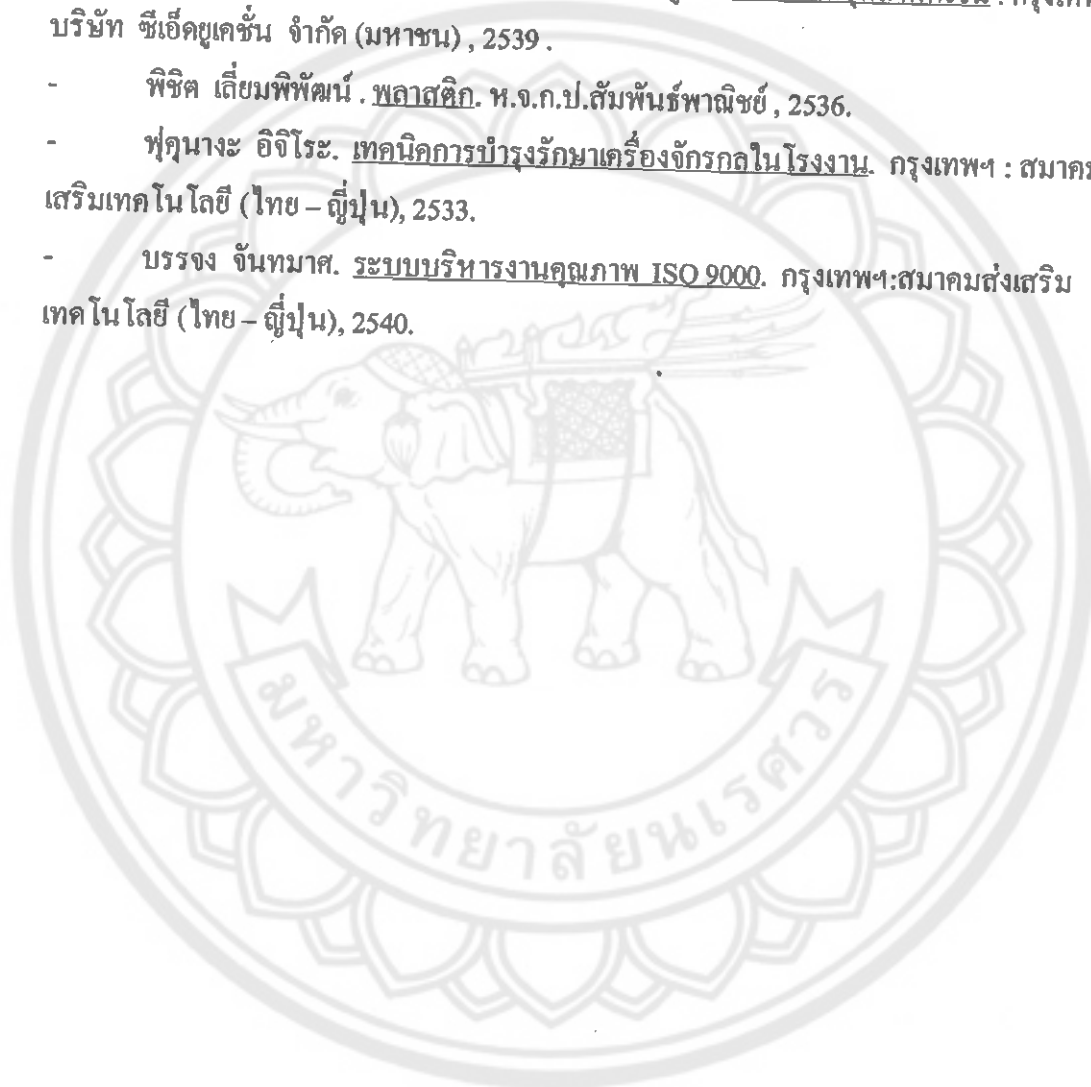 บริษัท ซีเอ็ดยูเคชั่น จำกัด (มหาชน) , 2539 .
- พิชิต เลี่ยมพิพัฒน์ . พลาสติก. ห.จ.ก.ป.สัมพันธ์พาณิชย์ , 2536.
- ฟุคุนางะ อิจิโระ. เทคนิคการบำรุงรักษาเครื่องจักรกลในโรงงาน. กรุงเทพฯ : สมาคม
เสริมเทคโนโลยี (ไทย – ญี่ปุ่น), 2533.
- บรรจง จันทมาศ. ระบบบริหารงานคุณภาพ ISO 9000. กรุงเทพฯ:สมาคมส่งเสริม
เทคโนโลยี (ไทย – ญี่ปุ่น), 2540.
มหาวิทยาลัยนเรศวร